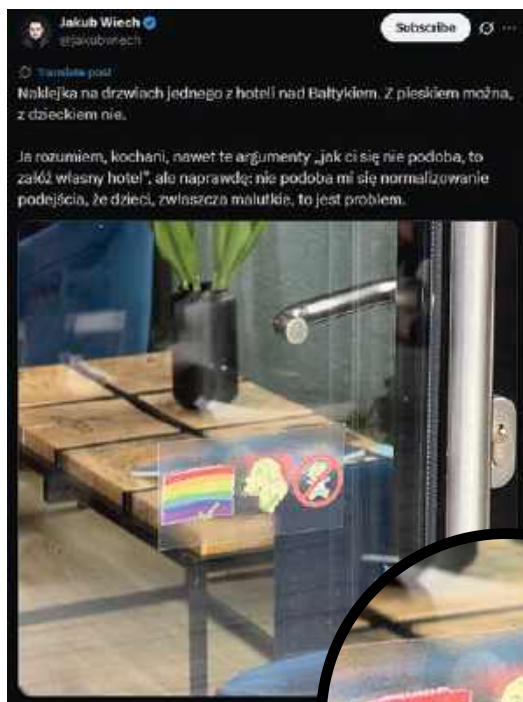 Jakub Wiech
@jakubwiech
Subscribe
Translate post
Naklejka na drzwiach jednego z hoteli nad Bałtykiem. Z pieskiem można,
z dzieckiem nie.
Ja rozumiem, kochani, nawet te argumenty „jak ci się nie podoba, to
załóż własny hotel", ale naprawdę: nie podoba mi się normalizowanie
podejścia, że dzieci, zwłaszcza malutkie, to jest problem.